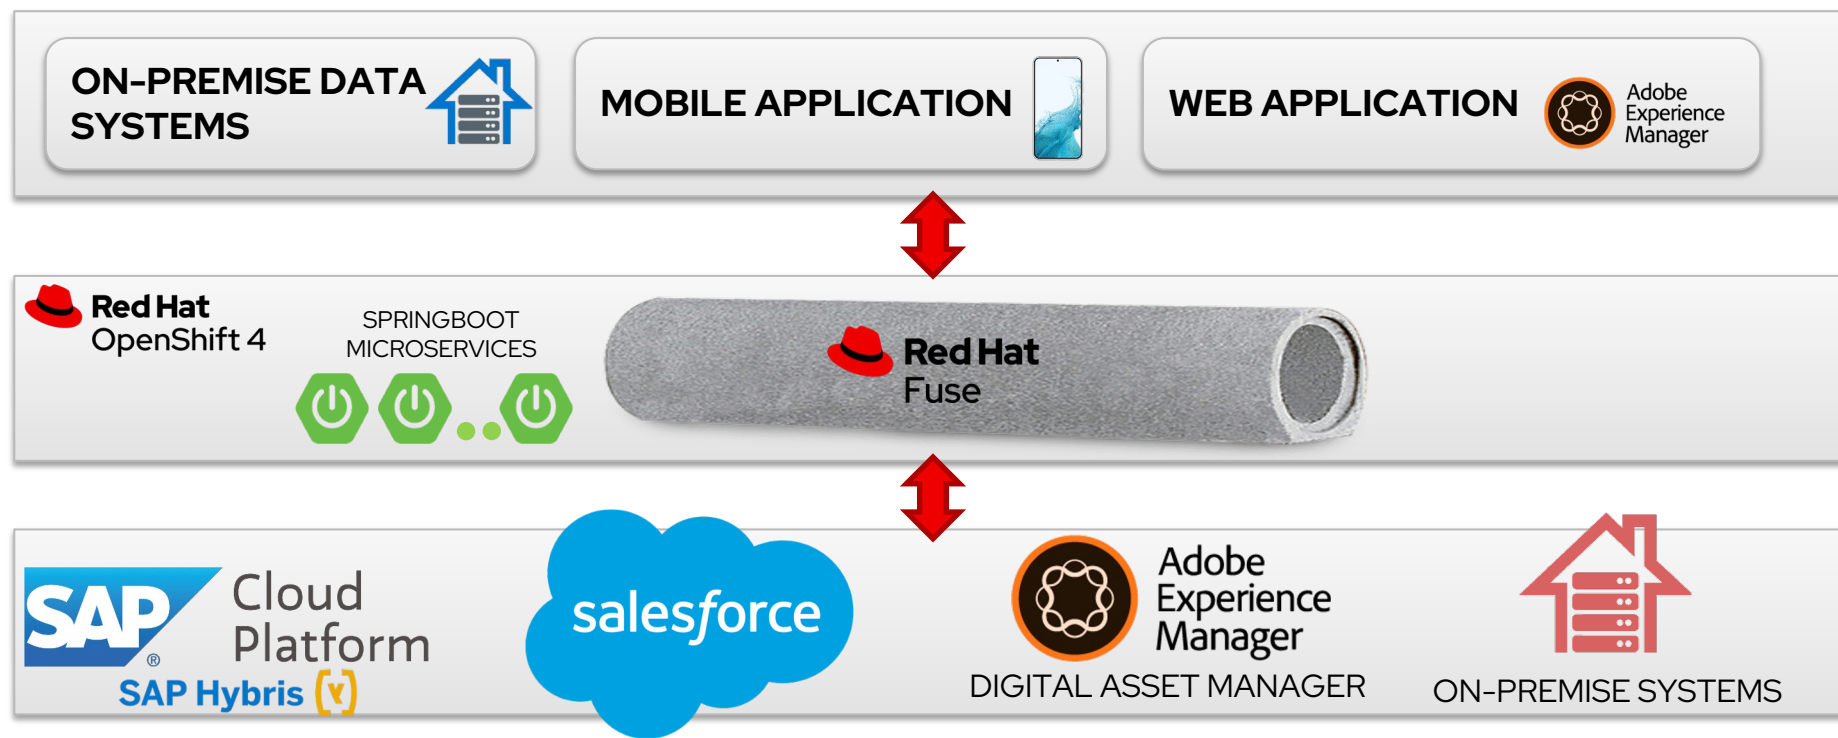 ON-PREMISE DATA
SYSTEMS
MOBILE APPLICATION
WEB APPLICATION
Adobe
Experience
Manager
Red Hat
OpenShift 4
SPRINGBOOT
MICROSERVICES
Red Hat
Fuse
SAP
®
Cloud
Platform
SAP Hybris (Y)
salesforce
Adobe
Experience
Manager
DIGITAL ASSET MANAGER
ON-PREMISE SYSTEMS